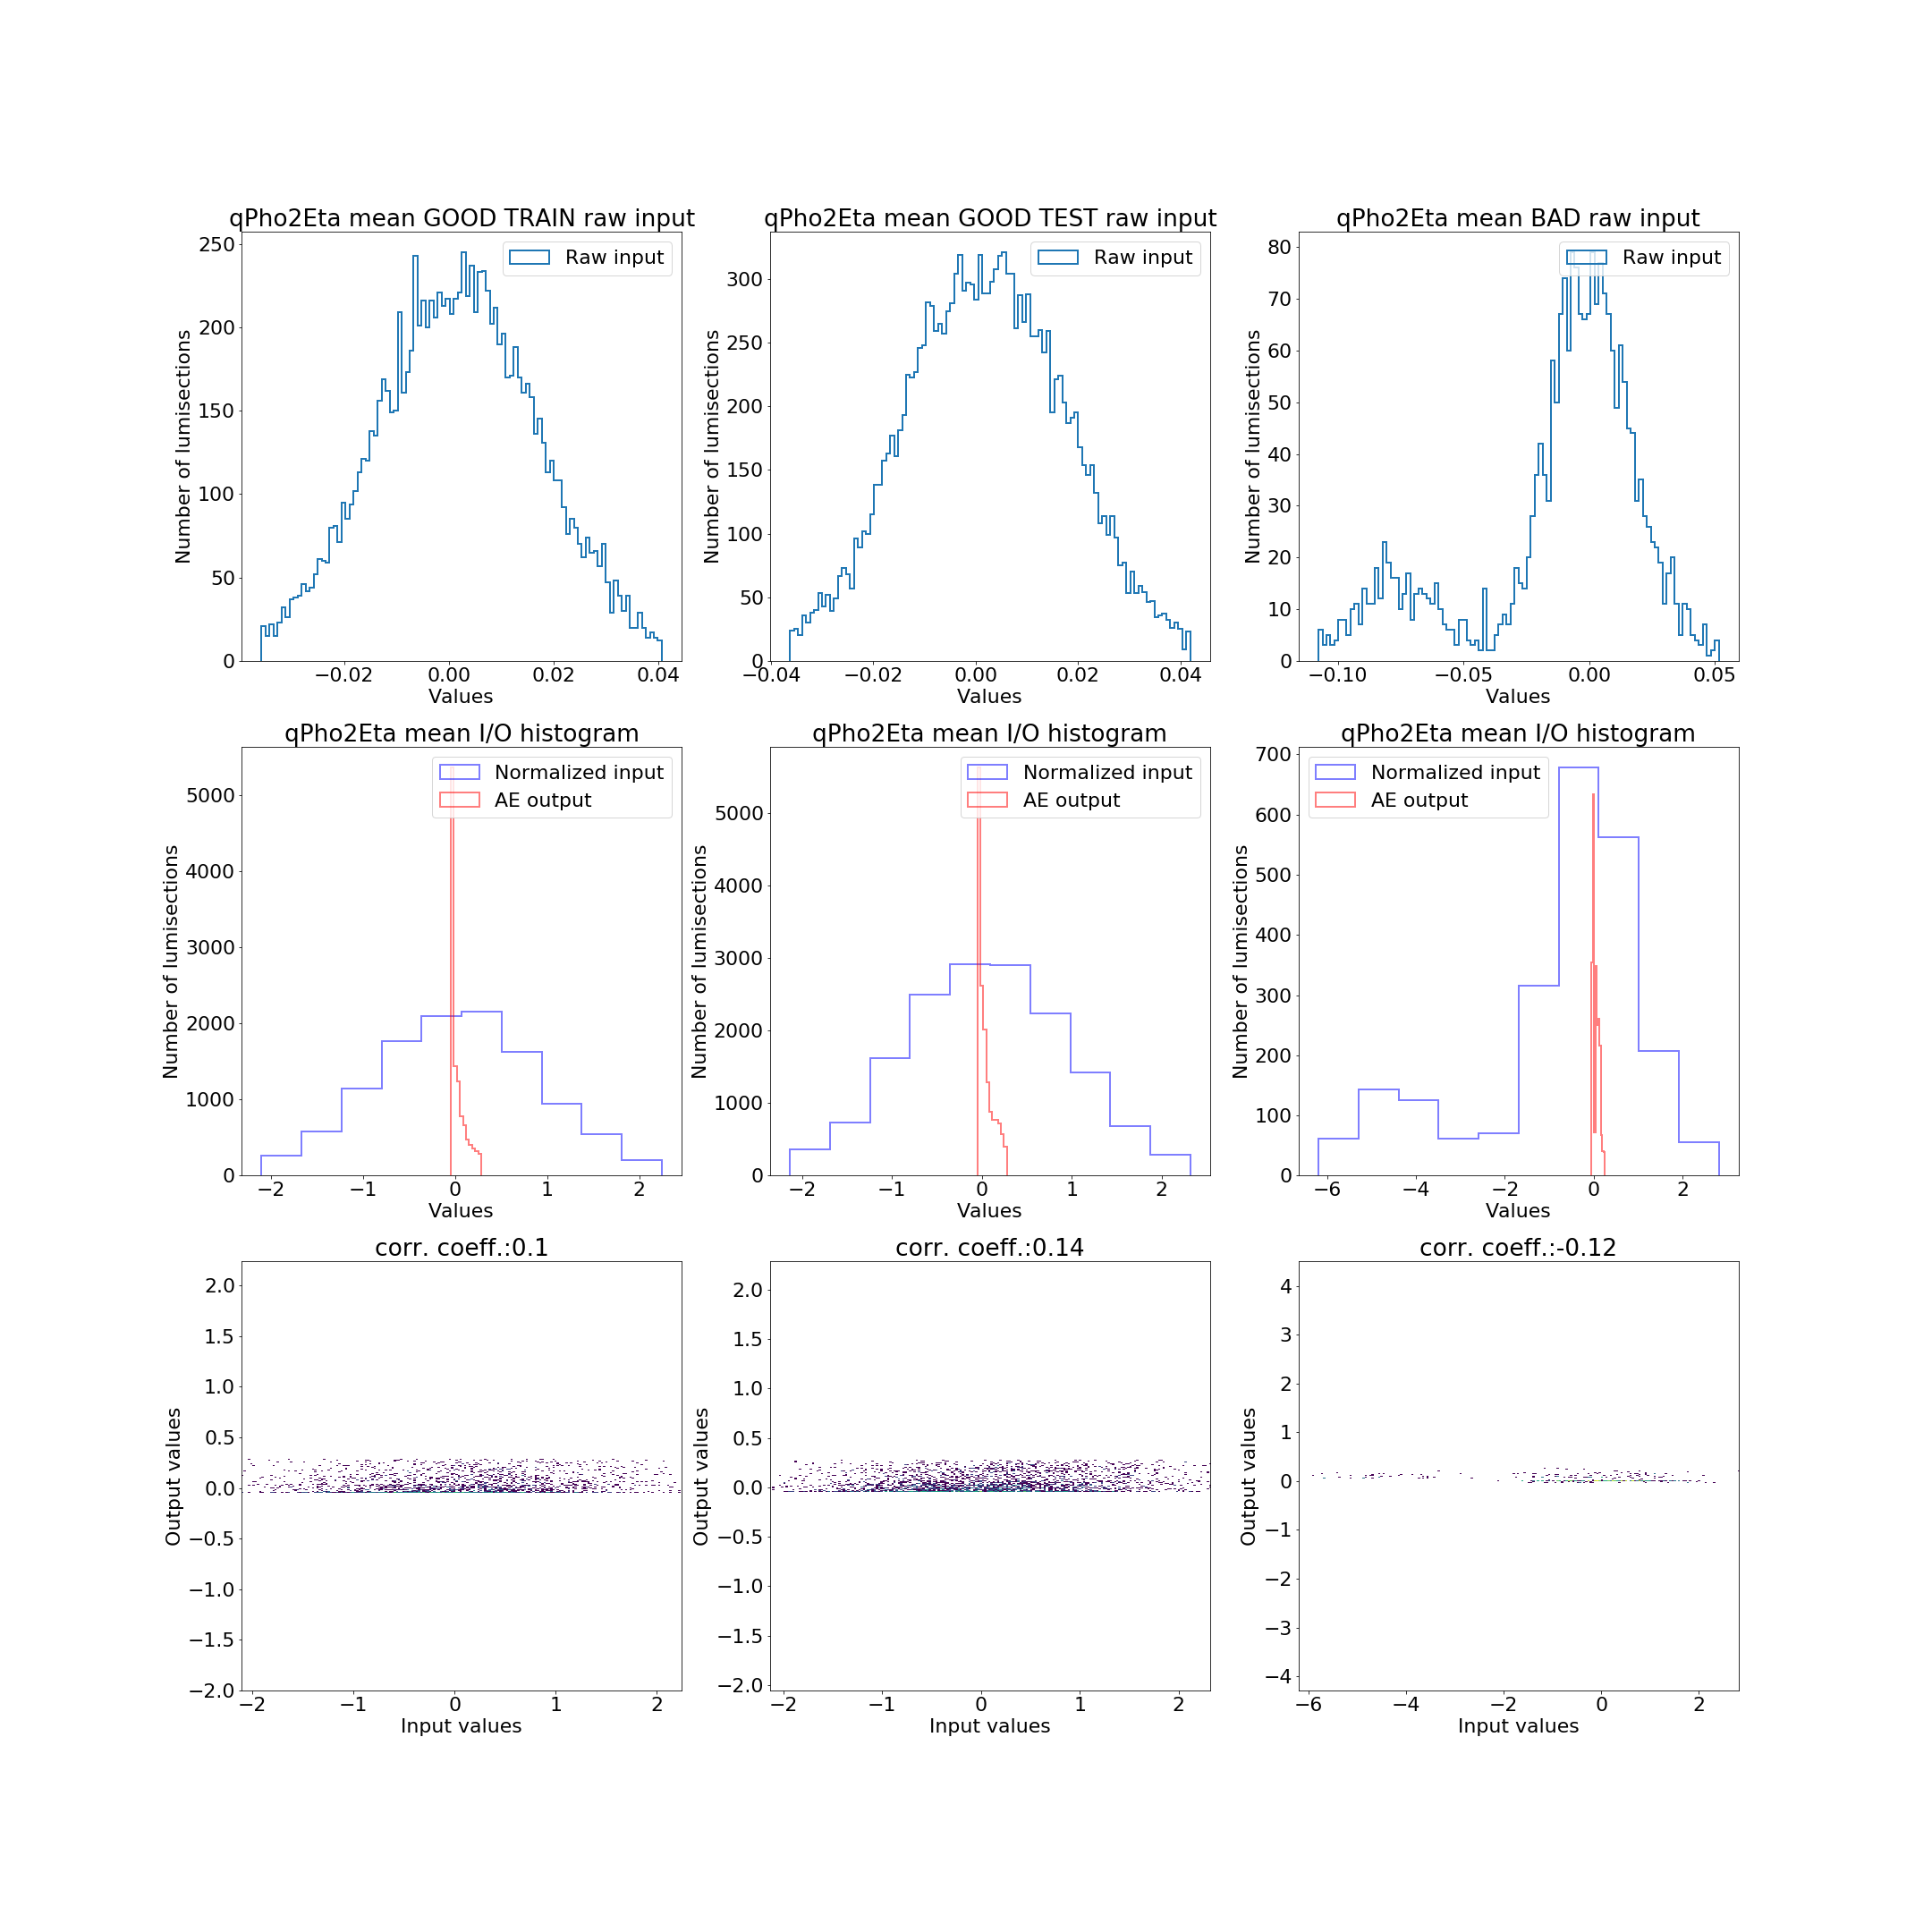 qPho2Eta mean GOOD TRAIN raw input
Number of lumisections
250
200
150
100
50
0
Raw input
−0.02 0.00 0.02 0.04
Values
qPho2Eta mean GOOD TEST raw input
Number of lumisections
300
250
200
150
100
50
0
Raw input
−0.04 −0.02 0.00 0.02 0.04
Values
qPho2Eta mean BAD raw input
Number of lumisections
80
70
60
50
40
30
20
10
0
Raw input
−0.10 −0.05 0.00 0.05
Values
qPho2Eta mean I/O histogram
Number of lumisections
5000
4000
3000
2000
1000
0
Normalized input
AE output
−2 −1 0 1 2
Values
qPho2Eta mean I/O histogram
Number of lumisections
5000
4000
3000
2000
1000
0
Normalized input
AE output
−2 −1 0 1 2
Values
qPho2Eta mean I/O histogram
Number of lumisections
700
600
500
400
300
200
100
0
Normalized input
AE output
−6 −4 −2 0 2
Values
corr. coeff.:0.1
Output values
2.0
1.5
1.0
0.5
0.0
−0.5
−1.0
−1.5
−2.0
−2 −1 0 1 2
Input values
corr. coeff.:0.14
Output values
2.0
1.5
1.0
0.5
0.0
−0.5
−1.0
−1.5
−2.0
−2 −1 0 1 2
Input values
corr. coeff.:-0.12
Output values
4
3
2
1
0
−1
−2
−3
−4
−6 −4 −2 0 2
Input values